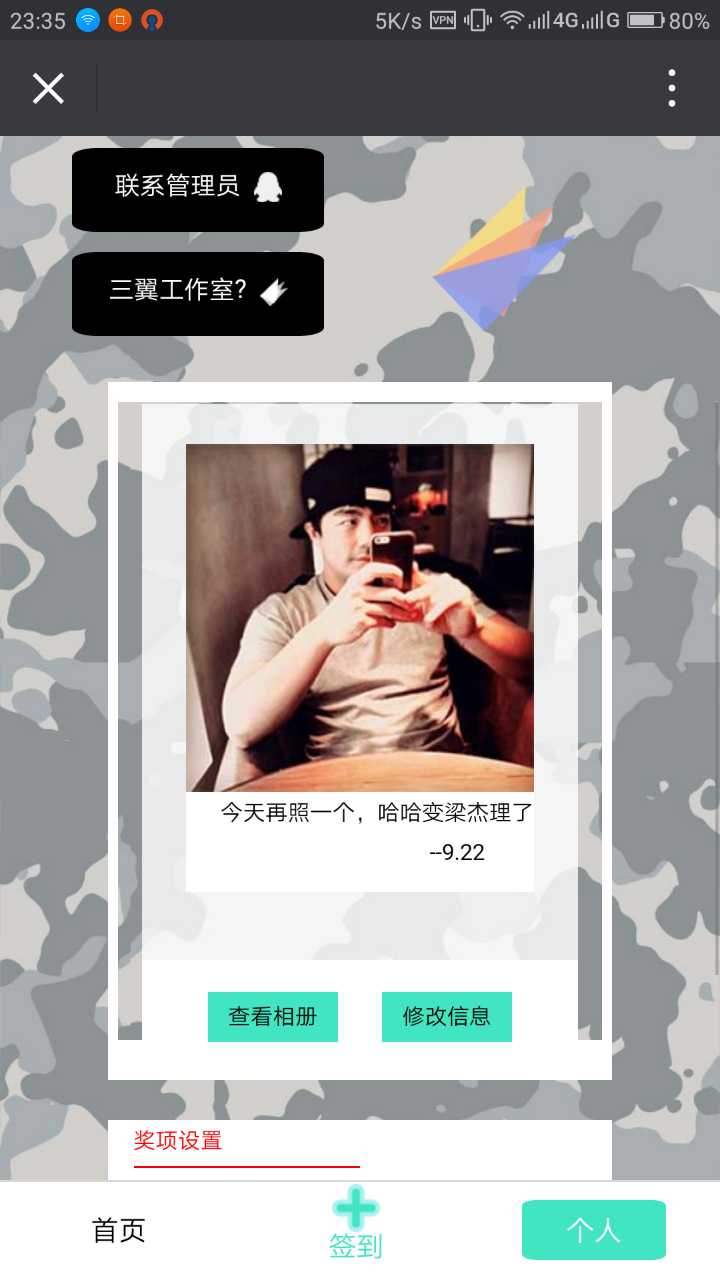 23:35
5K/s VPN 4G G 80%
联系管理员
三翼工作室?
今天再照一个，哈哈变梁杰理了
--9.22
查看相册
修改信息
奖项设置
首页
签到
个人